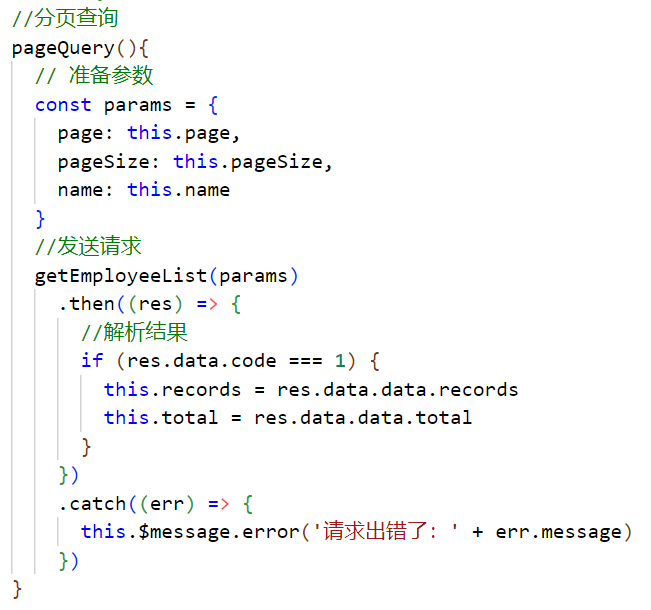 //分页查询
pageQuery(){
  // 准备参数
  const params = {
    page: this.page,
    pageSize: this.pageSize,
    name: this.name
  }
  //发送请求
  getEmployeeList(params)
    .then((res) => {
      //解析结果
      if (res.data.code === 1) {
        this.records = res.data.data.records
        this.total = res.data.data.total
      }
    })
    .catch((err) => {
      this.$message.error('请求出错了: ' + err.message)
    })
}